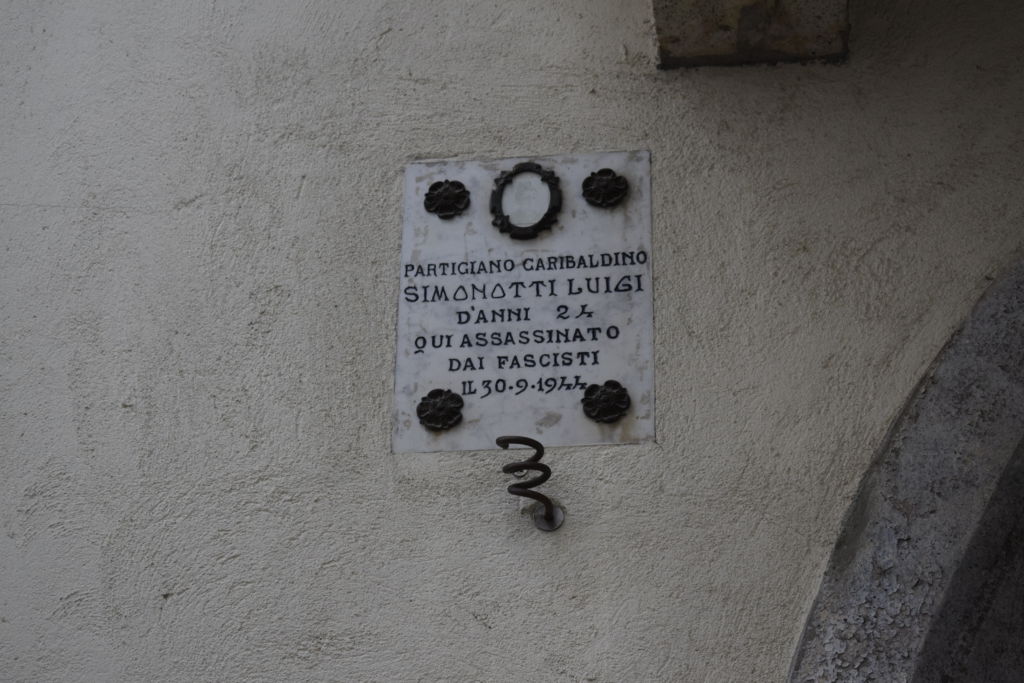 PARTIGIANO GARIBALDINO
SIMONOTTI LUIGI
D'ANNI 24
QUI ASSASSINATO
DAI FASCISTI
IL 30.9.1944